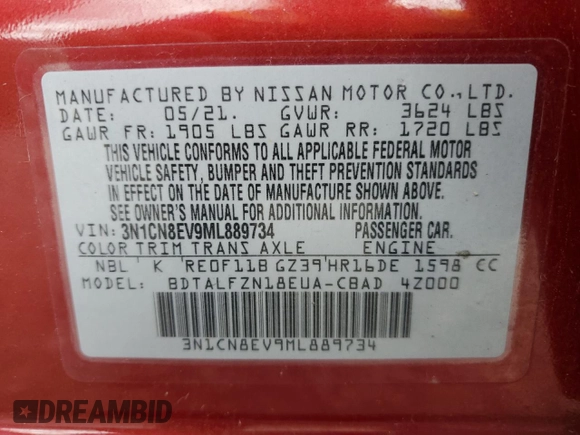 MANUFACTURED BY NISSAN MOTOR CO.,LTD.
DATE: 05/21. GVWR: 3624 LBS
GAWR FR: 1905 LBS GAWR RR: 1720 LBS
THIS VEHICLE CONFORMS TO ALL APPLICABLE FEDERAL MOTOR
VEHICLE SAFETY, BUMPER AND THEFT PREVENTION STANDARDS
IN EFFECT ON THE DATE OF MANUFACTURE SHOWN ABOVE.
SEE OWNER'S MANUAL FOR ADDITIONAL INFORMATION.
VIN: 3N1CN8EV9ML889734 PASSENGER CAR.
COLOR TRIM TRANS AXLE ENGINE
NBL K RE0F11B GZ39 HR16DE 1598 CC
MODEL: BDTALFZN18EUA-CBAD 4Z000
3N1CN8EV9ML889734
DREAMBID